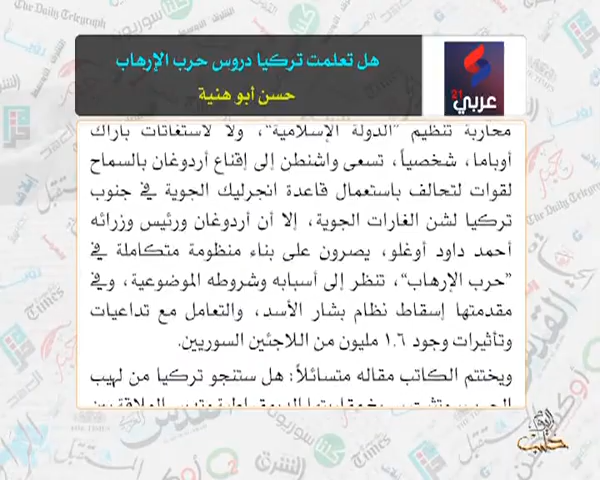 هل تعلمت تركيا دروس حرب الإرهاب
حسن أبو هنية
عربي 21
محاربة تنظيم "الدولة الإسلامية"، ولا لاستغاثات باراك
أوباما، شخصياً، تسعى واشنطن إلى إقناع أردوغان بالسماح
لقوات لتحالف باستعمال قاعدة انجرليك الجوية في جنوب
تركيا لشن الغارات الجوية، إلا أن أردوغان ورئيس وزرائه
أحمد داود أوغلو، يصرون على بناء منظومة متكاملة في
"حرب الإرهاب"، تنظر إلى أسبابه وشروطه الموضوعية، وفي
مقدمتها إسقاط نظام بشار الأسد، والتعامل مع تداعيات
وتأثيرات وجود ١.٦ مليون من اللاجئين السوريين.
ويختتم الكاتب مقاله متسائلاً: هل ستنجو تركيا من لهيب